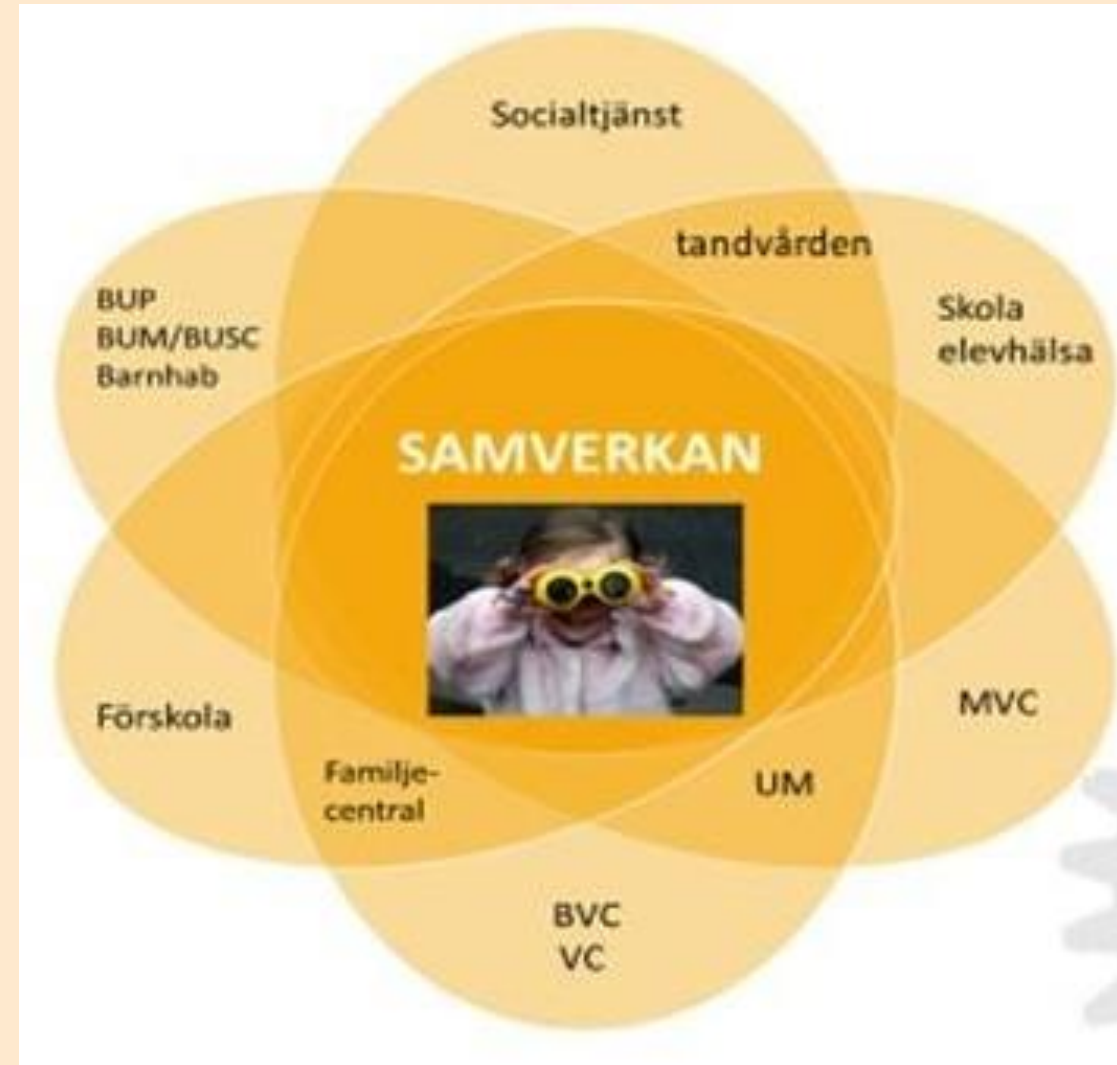 Socialtjänst
tandvården
BUP
BUM/BUSC
Barnhab
Skola
elevhälsa
SAMVERKAN
Förskola
MVC
Familje-
central
UM
BVC
VC